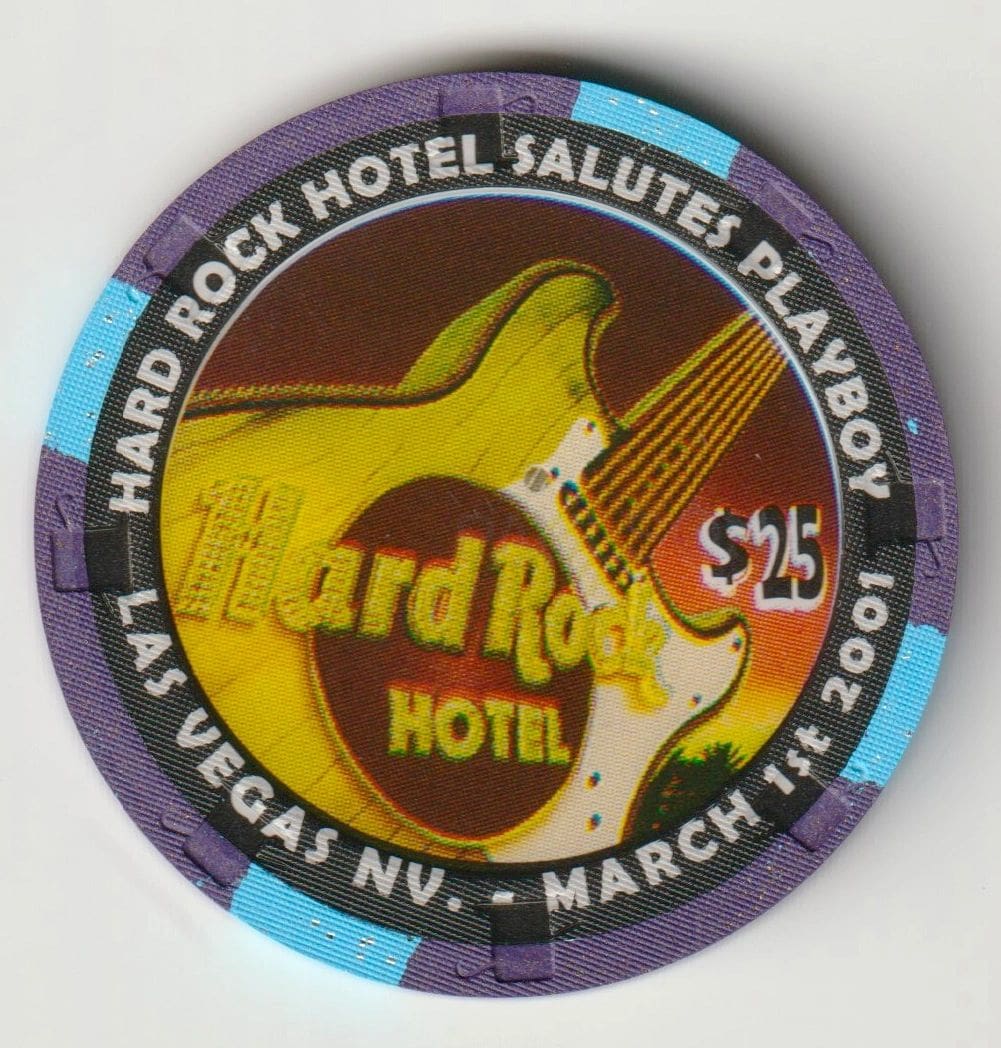 HARD ROCK HOTEL SALUTES PLAYBOY
Hard Rock
HOTEL
$25
LAS VEGAS NV. - MARCH 1st 2001